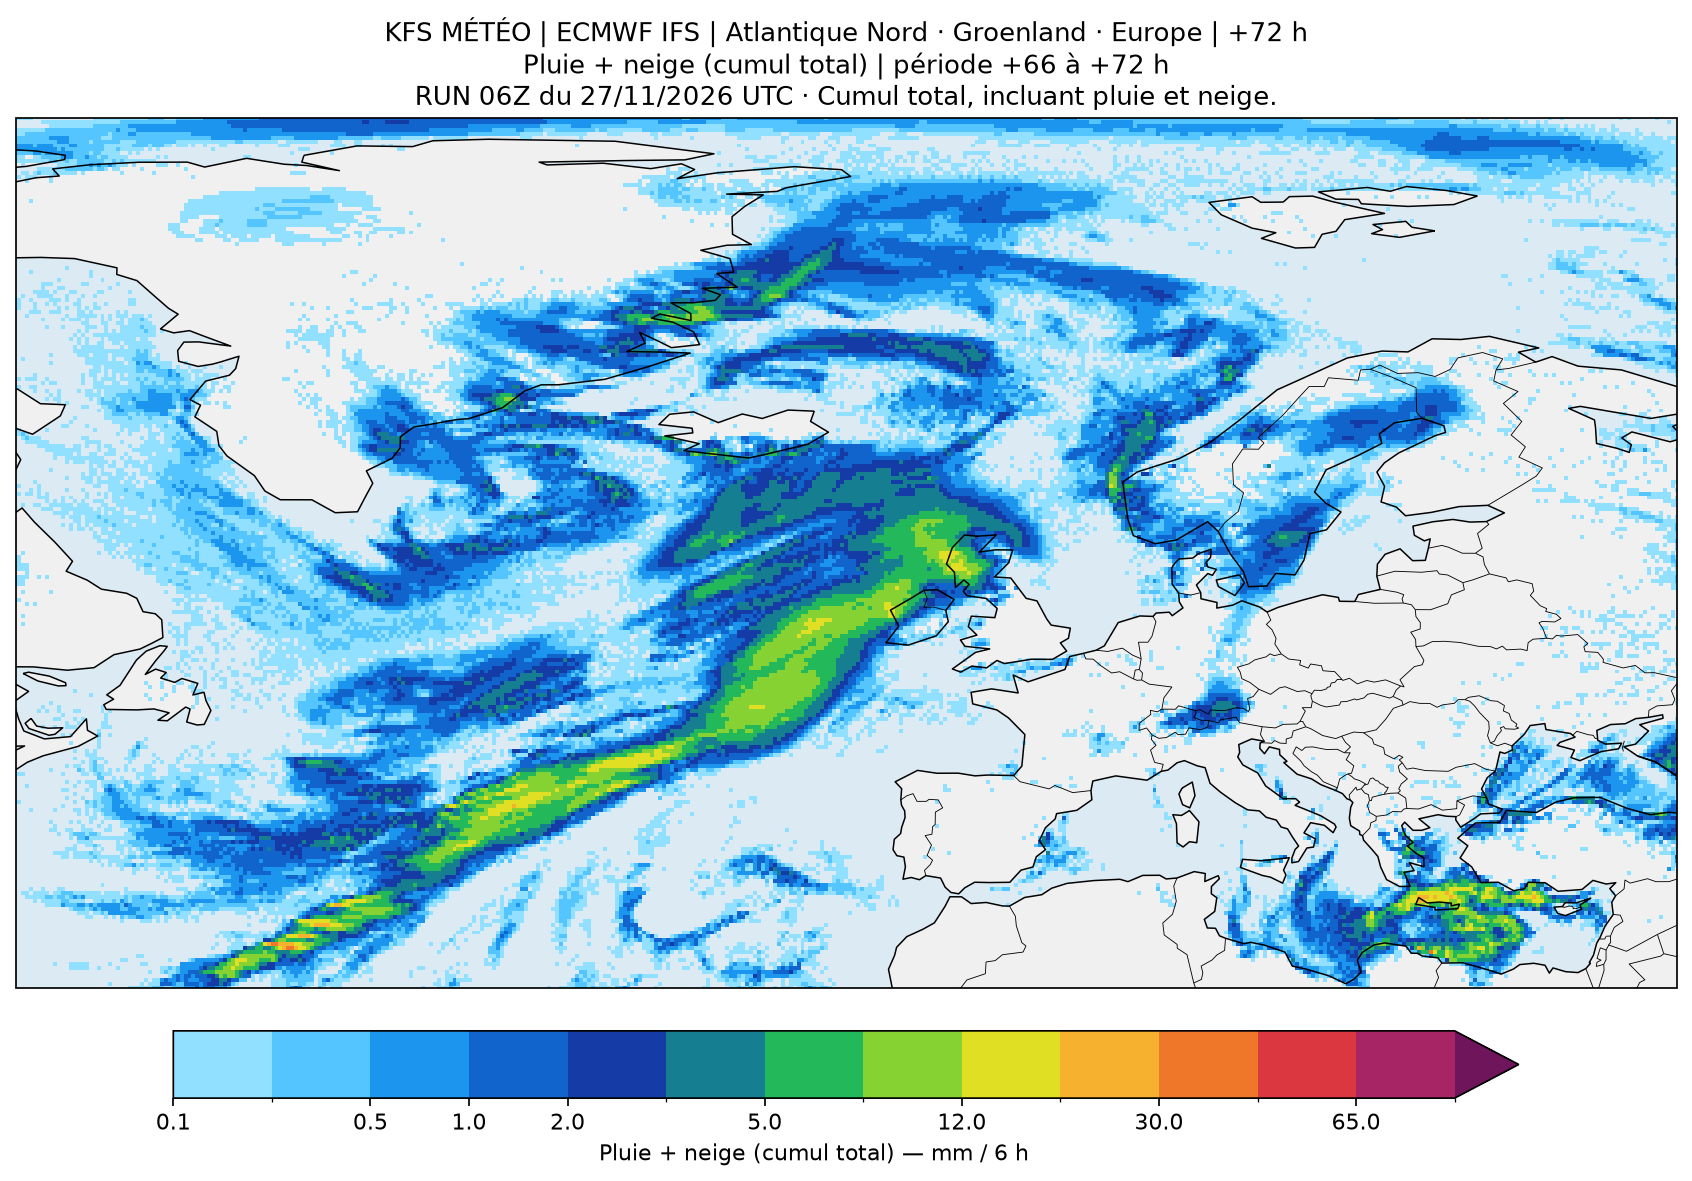 KFS MÉTÉO | ECMWF IFS | Atlantique Nord · Groenland · Europe | +72 h
Pluie + neige (cumul total) | période +66 à +72 h
RUN 06Z du 27/11/2026 UTC · Cumul total, incluant pluie et neige.
0.1 0.5 1.0 2.0 5.0 12.0 30.0 65.0
Pluie + neige (cumul total) — mm / 6 h